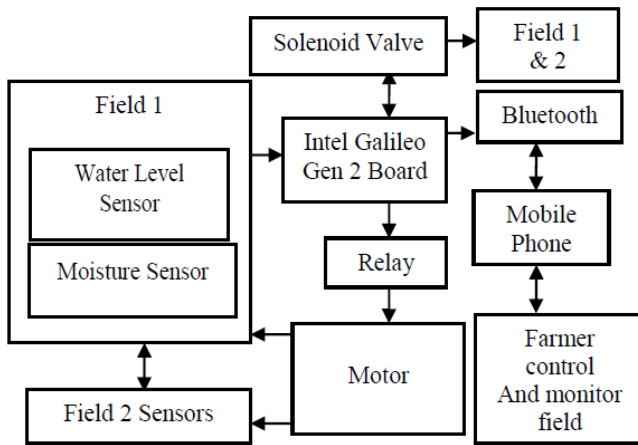 Solenoid Valve
Field 1
& 2
Field 1
Water Level
Sensor
Moisture Sensor
Intel Galileo
Gen 2 Board
Bluetooth
Mobile
Phone
Relay
Motor
Farmer
control
And monitor
field
Field 2 Sensors